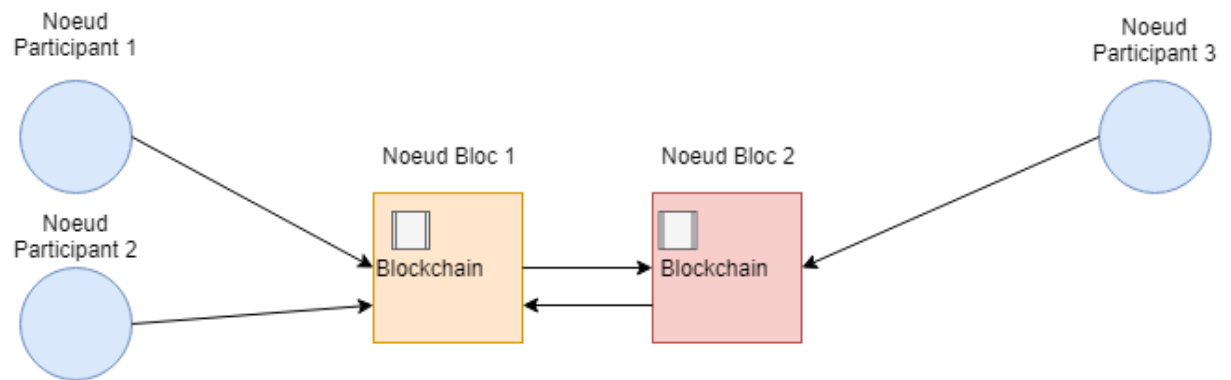 Noeud
Participant 1
Noeud
Participant 3
Noeud Bloc 1
Noeud Bloc 2
Noeud
Participant 2
Blockchain
Blockchain